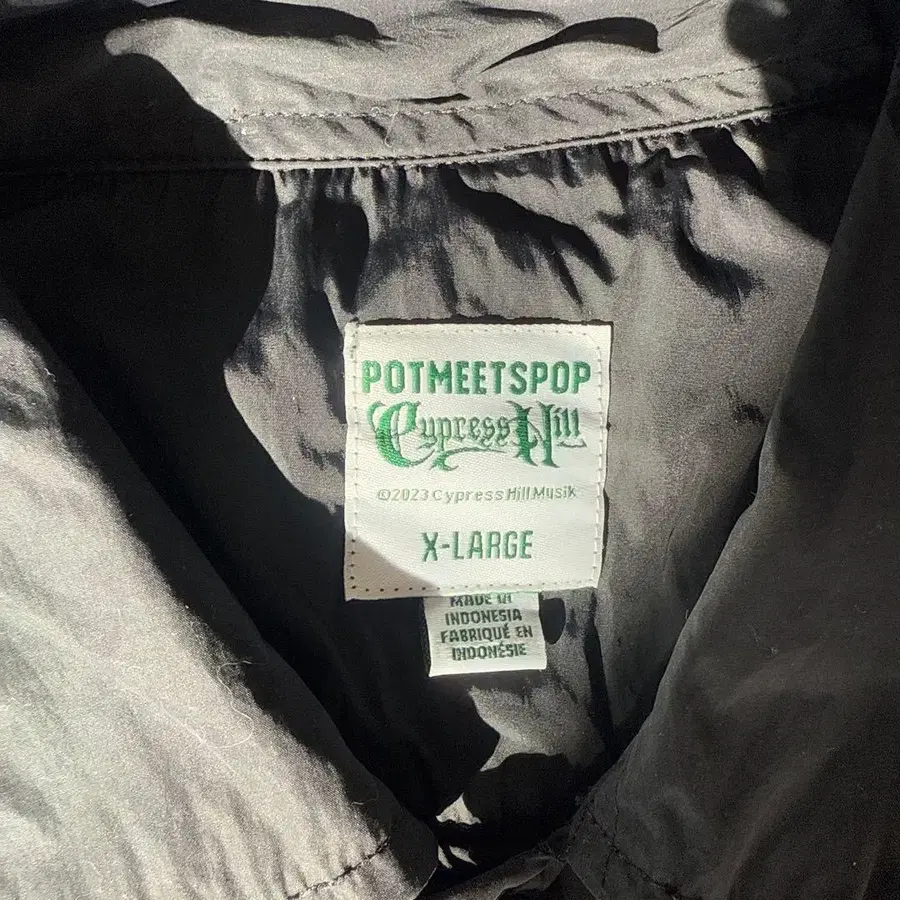 POTMEETSPOP
Cypress Hill
©2023 Cypress Hill Musik
X-LARGE
MADE IN
INDONESIA
FABRIQUÉ EN
INDONÉSIE